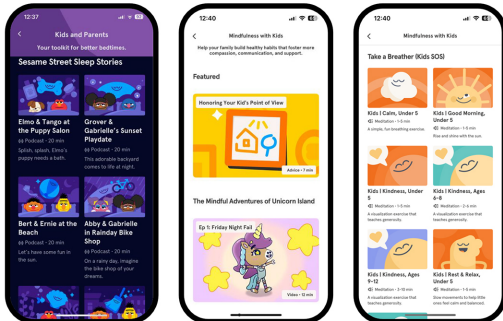 12:37
Kids and Parents
Your toolkit for better bedtimes.
Sesame Street Sleep Stories
Elmo & Tango at
the Puppy Salon
Podcast · 20 min
Splish, splash, Elmo's
puppy needs a bath.
Grover &
Gabrielle's Sunset
Playdate
Podcast · 20 min
This adorable backyard
comes to life at night.
Bert & Ernie at the
Beach
Podcast · 20 min
Let's have some fun in
the sun.
Abby & Gabrielle
in Rainday Bike
Shop
Podcast · 20 min
On a rainy day, imagine
the bike shop of your
dreams.
12:40
Mindfulness with Kids
Help your family build healthy habits that foster more
compassion, communication, and support.
Featured
Honoring Your Kid's Point of View
Advice · 7 min
The Mindful Adventures of Unicorn Island
Ep 1: Friday Night Fail
Video · 12 min
12:40
Mindfulness with Kids
Take a Breather (Kids SOS)
Kids | Calm, Under 5
Meditation · 1-5 min
A simple, fun breathing exercise.
Kids | Good Morning,
Under 5
Meditation · 1-5 min
Rise and shine with the sun.
Kids | Kindness, Under
5
Meditation · 1-5 min
A visualization exercise that
teaches generosity.
Kids | Kindness, Ages
6-8
Meditation · 2-6 min
A visualization exercise that
teaches generosity.
Kids | Kindness, Ages
9-12
Meditation · 3-10 min
A visualization exercise that
teaches generosity.
Kids | Rest & Relax,
Under 5
Meditation · 1-5 min
Slow movements to help little
ones feel calm and balanced.